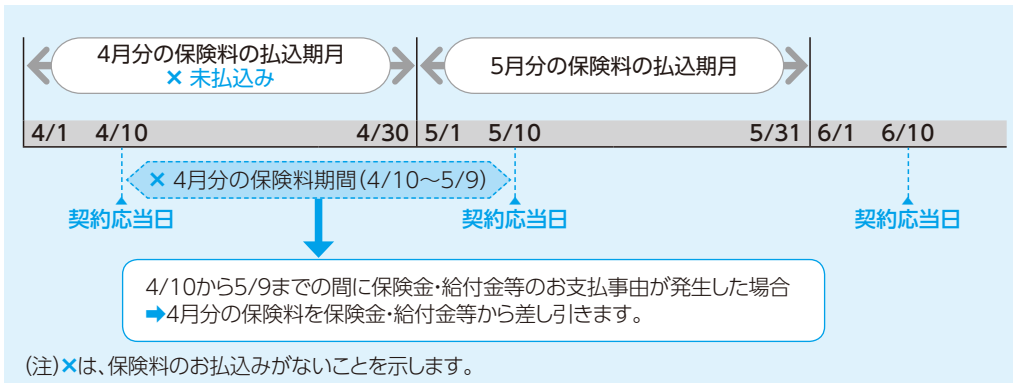 4月分の保険料の払込期月
× 未払込み
5月分の保険料の払込期月
4/1 4/10 4/30 5/1 5/10 5/31 6/1 6/10
× 4月分の保険料期間(4/10～5/9)
契約応当日 契約応当日 契約応当日
4/10から5/9までの間に保険金・給付金等のお支払事由が発生した場合
➡4月分の保険料を保険金・給付金等から差し引きます。
(注)×は、保険料のお払込みがないことを示します。